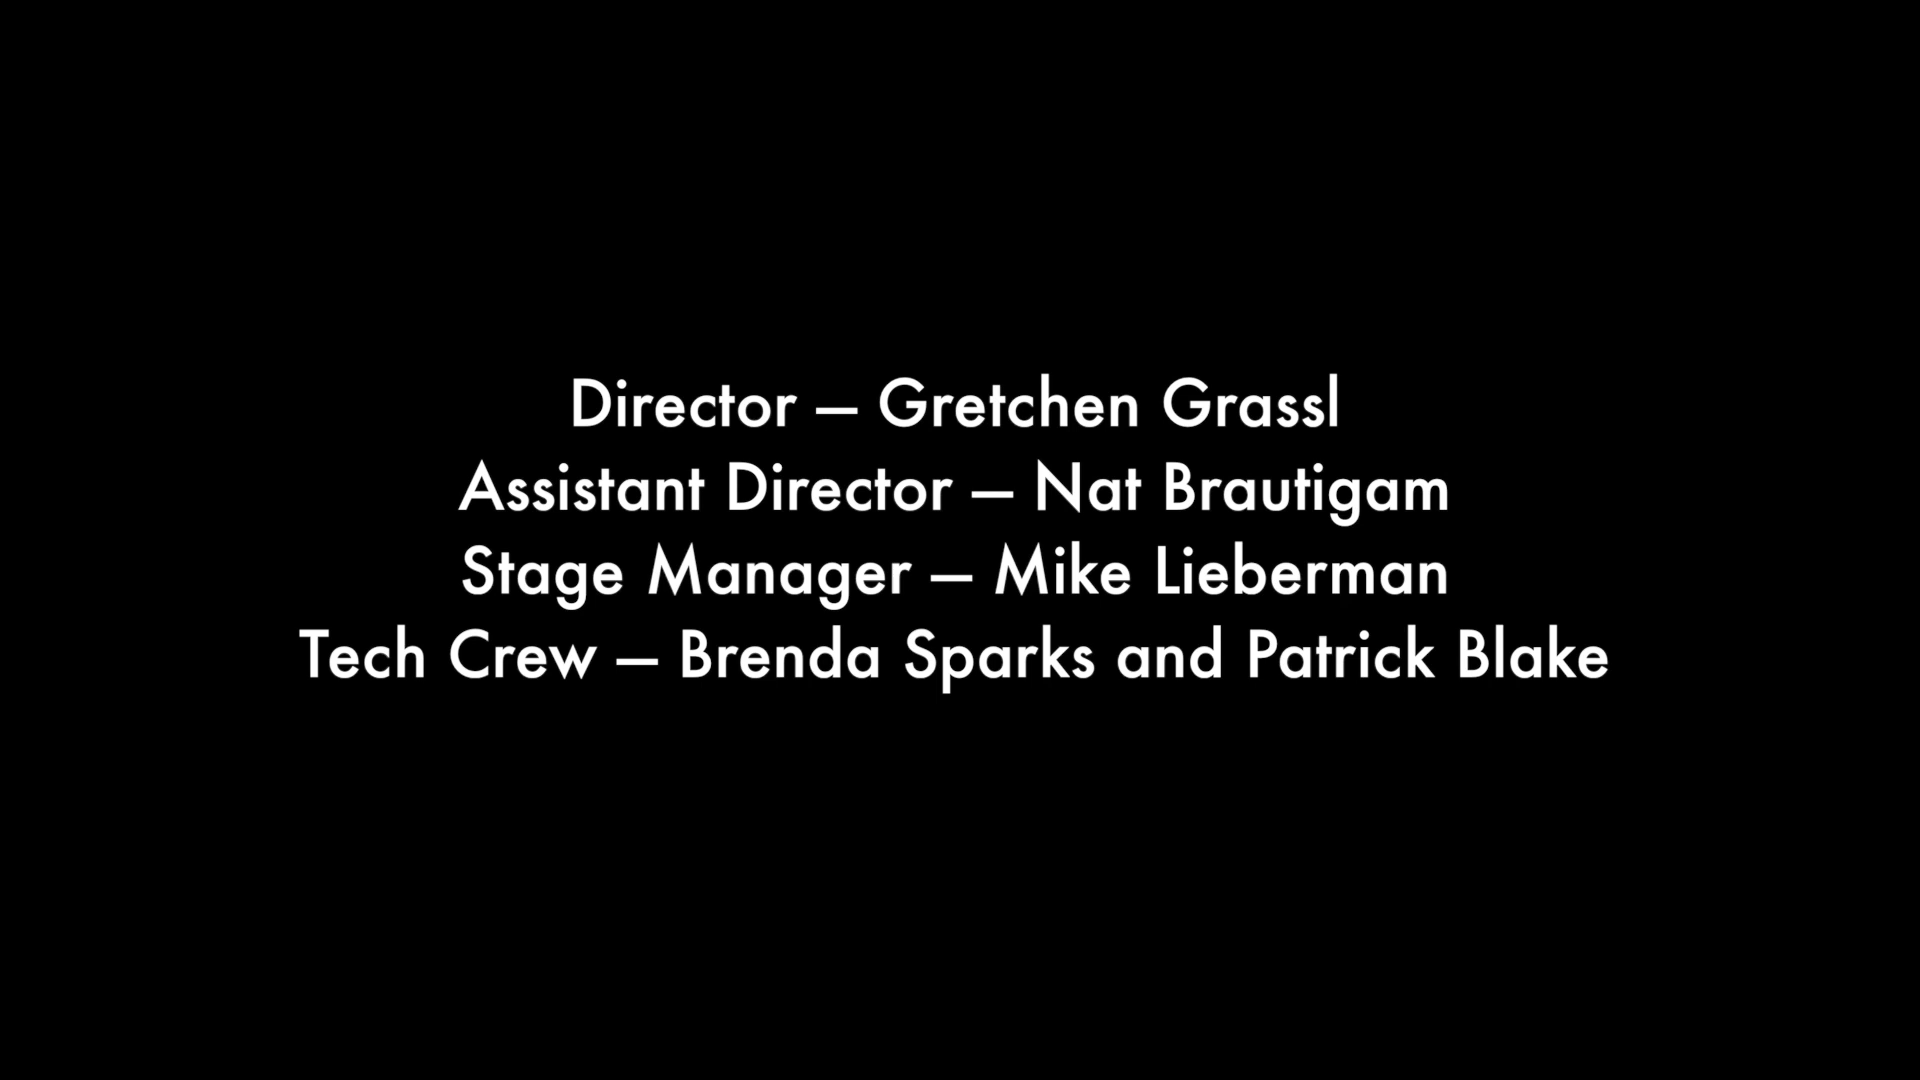 Director — Gretchen Grassl
Assistant Director — Nat Brautigam
Stage Manager — Mike Lieberman
Tech Crew — Brenda Sparks and Patrick Blake